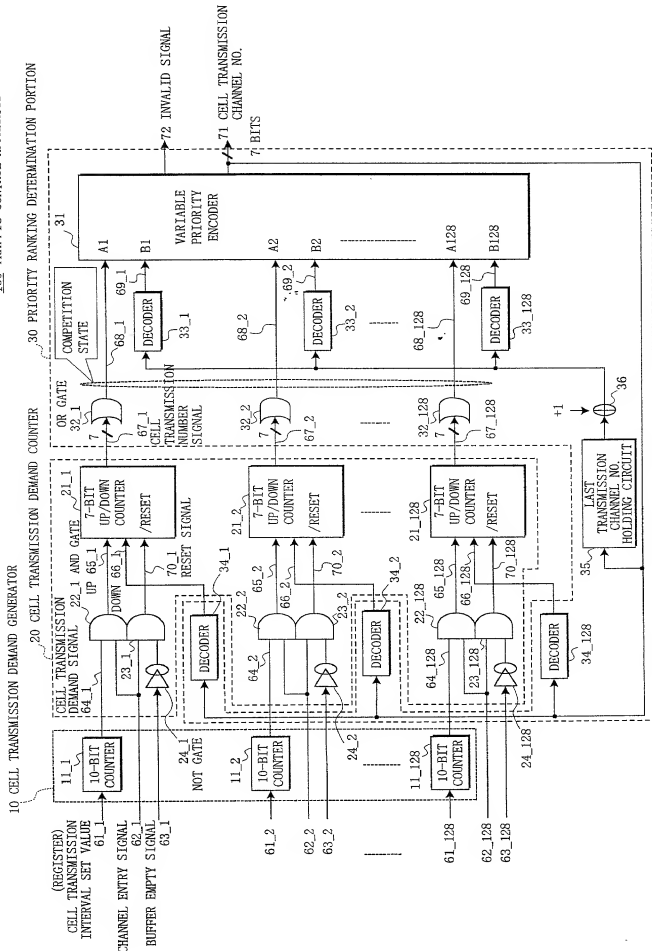 10 CELL TRANSMISSION DEMAND GENERATOR
20 CELL TRANSMISSION DEMAND COUNTER
30 PRIORITY RANKING DETERMINATION PORTION
(REGISTER)
CELL TRANSMISSION
INTERVAL SET VALUE
61_1
CHANNEL ENTRY SIGNAL
62_1
BUFFER EMPTY SIGNAL
63_1
11_1
10-BIT
COUNTER
CELL TRANSMISSION
DEMAND SIGNAL
64_1
22_1 AND GATE
UP 65_1
DOWN 66_1
23_1
24_1
NOT GATE
70_1
RESET SIGNAL
21_1
7-BIT
UP/DOWN
COUNTER
/RESET
34_1
DECODER
OR GATE
32_1
7
67_1
CELL
TRANSMISSION
NUMBER
SIGNAL
COMPETITION
STATE
68_1
69_1
DECODER
33_1
31
VARIABLE
PRIORITY
ENCODER
A1
B1
A2
B2
A128
B128
72 INVALID SIGNAL
71 CELL TRANSMISSION
CHANNEL NO.
7 BITS
61_2
62_2
63_2
11_2
10-BIT
COUNTER
64_2
22_2
65_2
66_2
23_2
24_2
70_2
21_2
7-BIT
UP/DOWN
COUNTER
/RESET
34_2
DECODER
32_2
7
67_2
68_2
69_2
DECODER
33_2
61_128
62_128
63_128
11_128
10-BIT
COUNTER
64_128
22_128
65_128
66_128
23_128
24_128
70_128
21_128
7-BIT
UP/DOWN
COUNTER
/RESET
34_128
DECODER
32_128
7
67_128
68_128
69_128
DECODER
33_128
35
LAST
TRANSMISSION
CHANNEL NO.
HOLDING CIRCUIT
+1
36